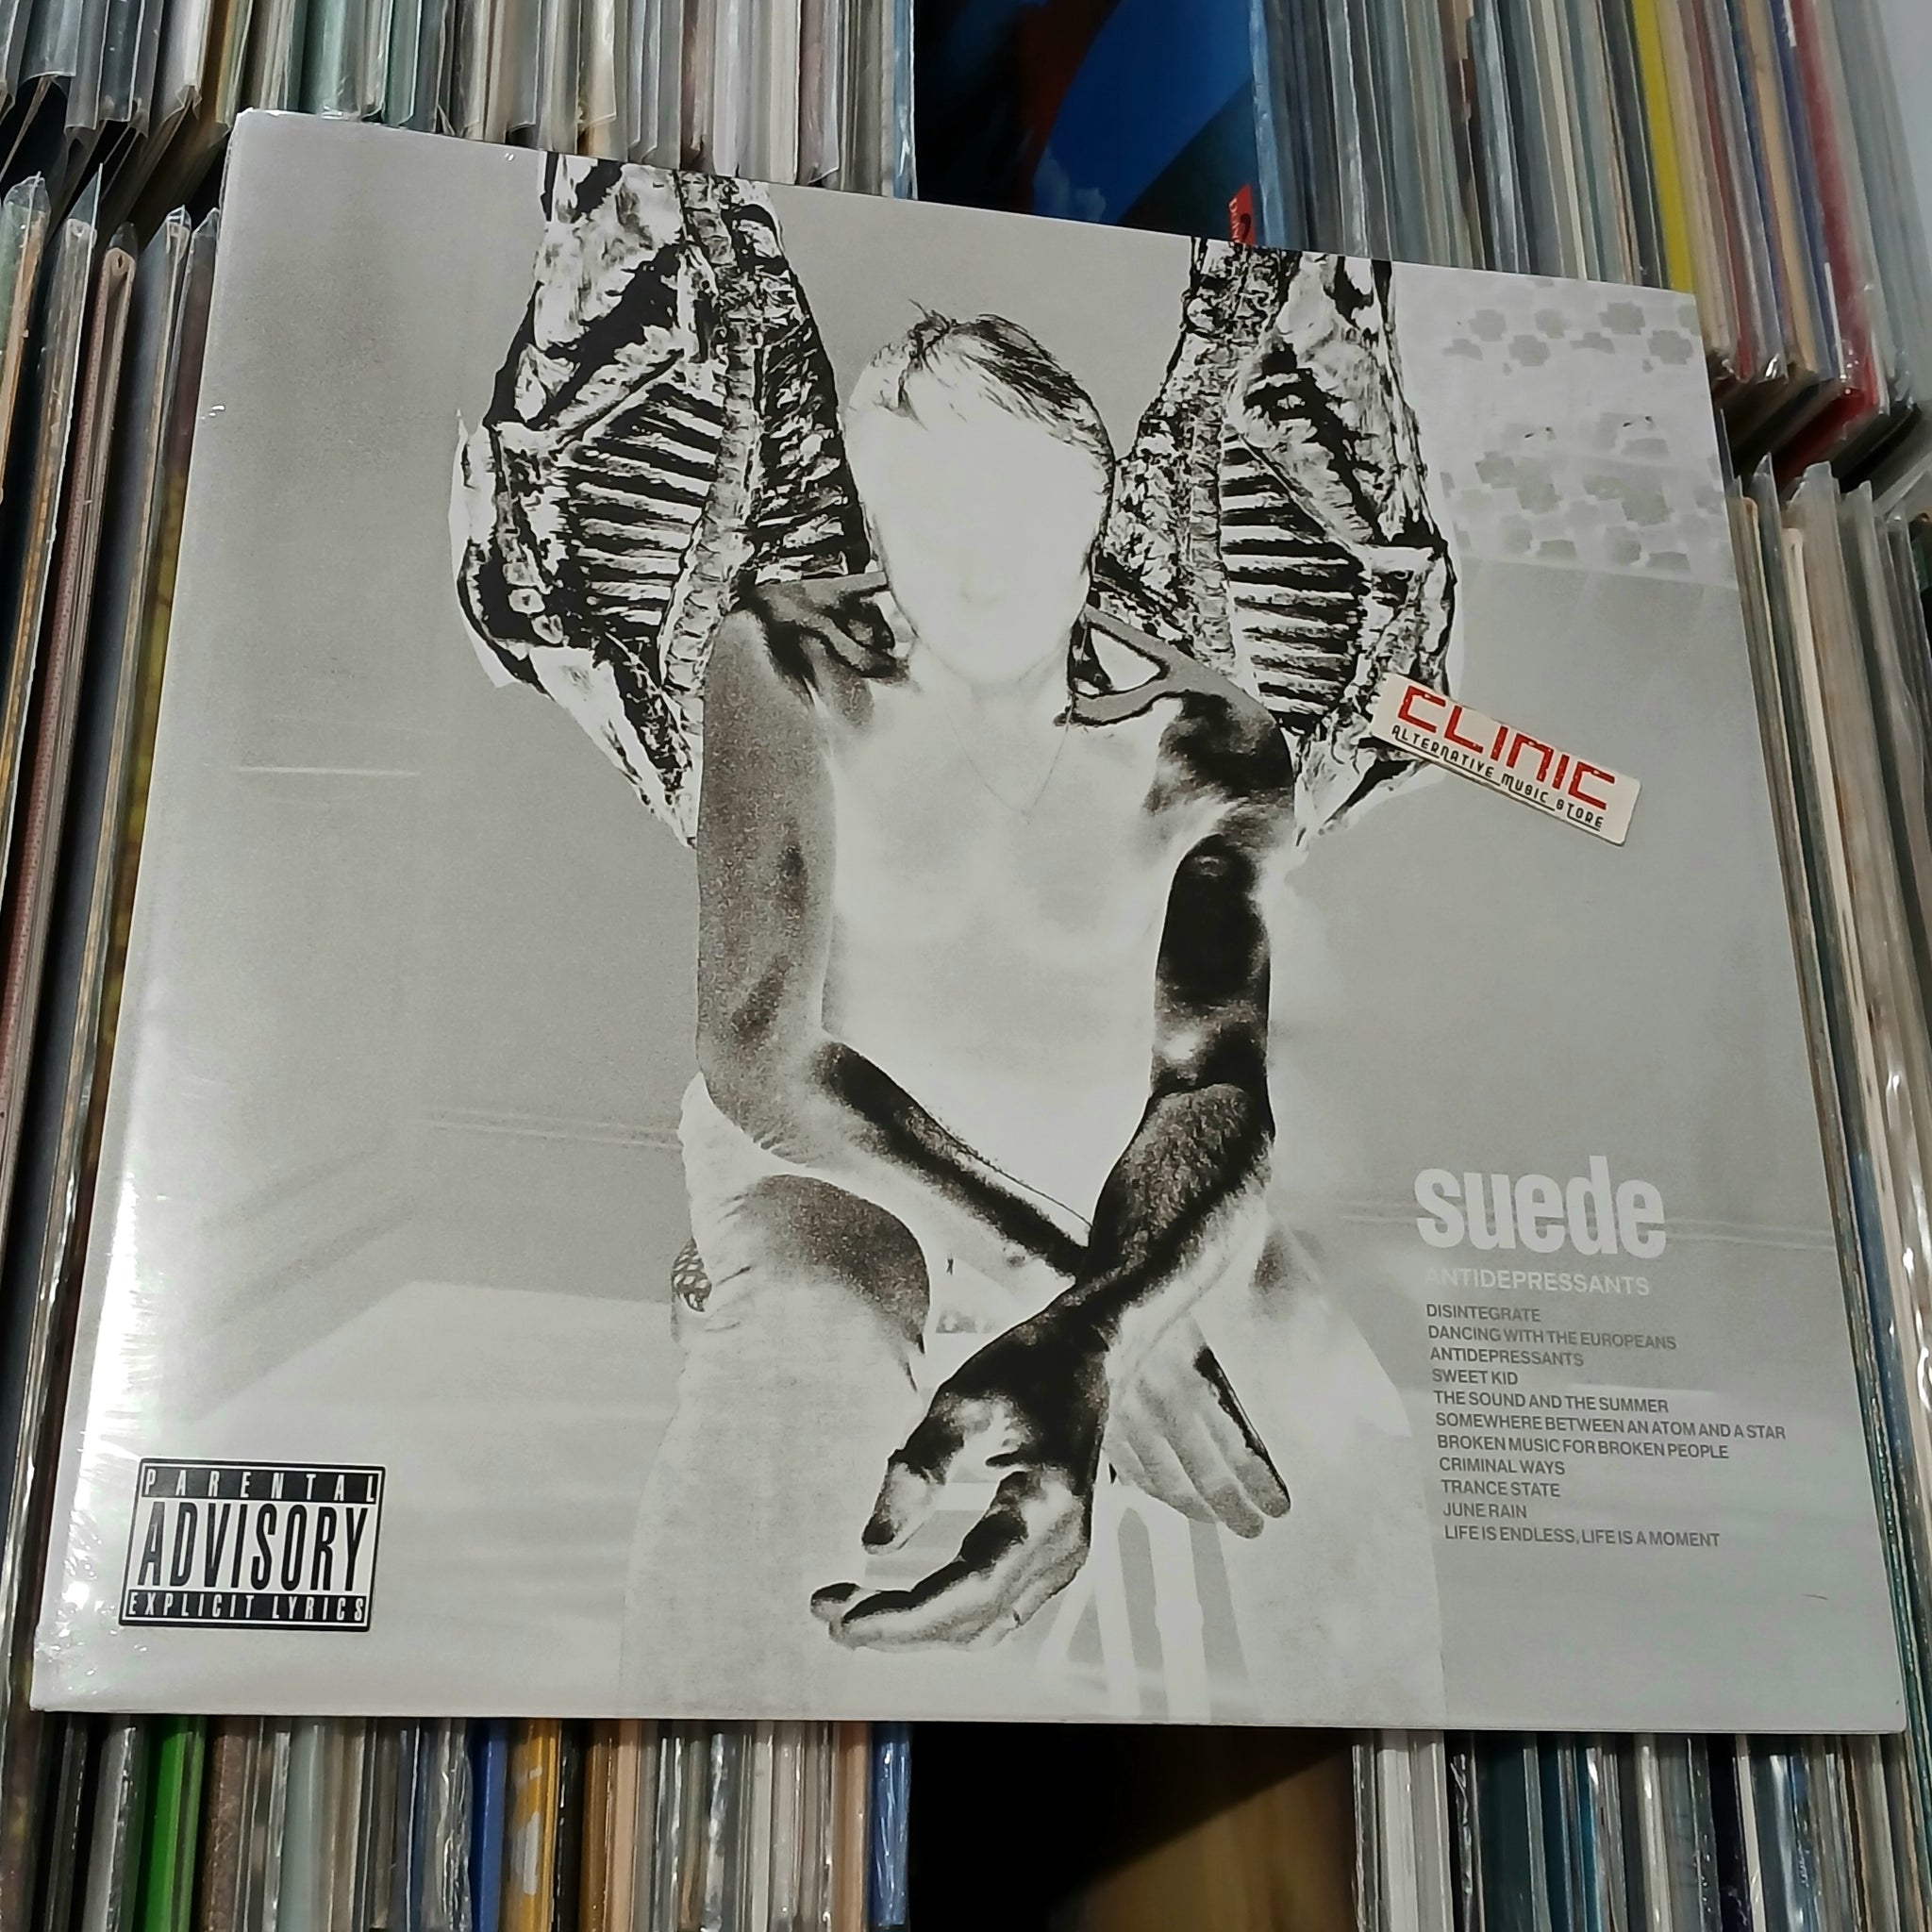 CLINIC
ALTERNATIVE MUSIC STORE
suede
ANTIDEPRESSANTS
DISINTEGRATE
DANCING WITH THE EUROPEANS
ANTIDEPRESSANTS
SWEET KID
THE SOUND AND THE SUMMER
SOMEWHERE BETWEEN AN ATOM AND A STAR
BROKEN MUSIC FOR BROKEN PEOPLE
CRIMINAL WAYS
TRANCE STATE
JUNE RAIN
LIFE IS ENDLESS, LIFE IS A MOMENT
PARENTAL
ADVISORY
EXPLICIT LYRICS